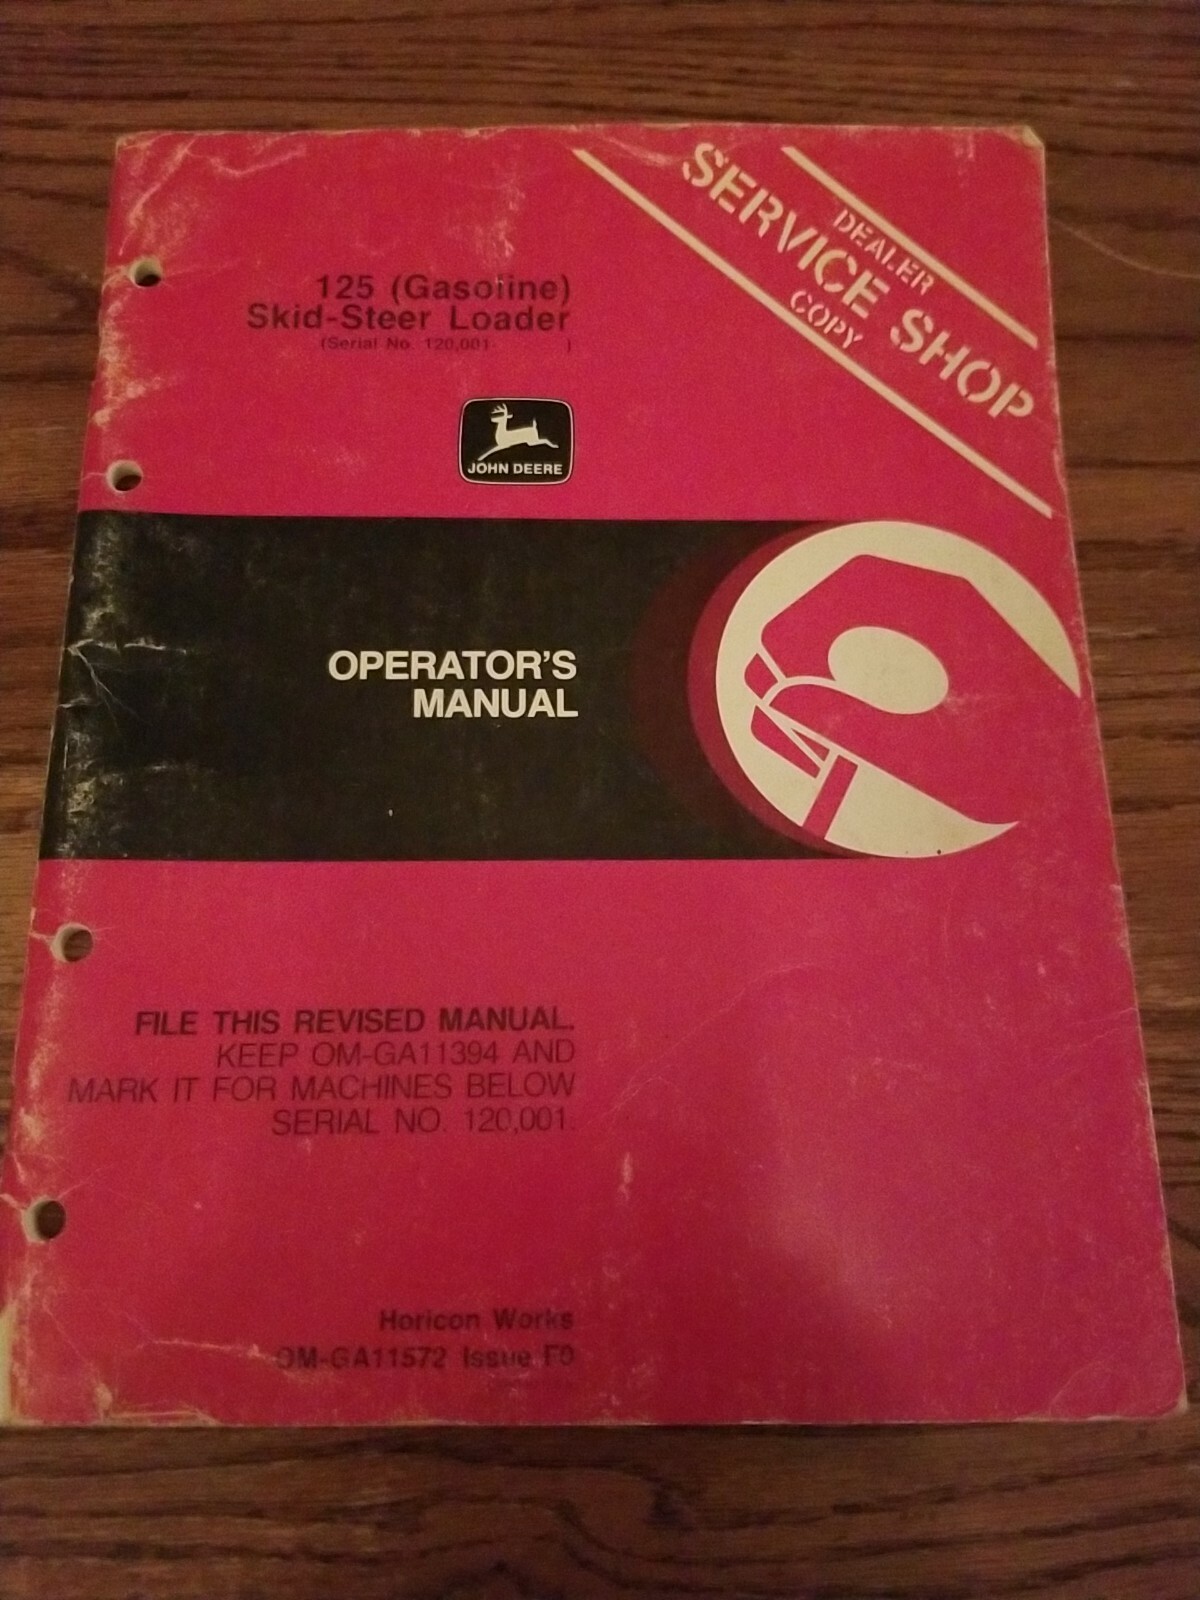 DEALER
SERVICE SHOP
COPY
125 (Gasoline)
Skid-Steer Loader
(Serial No. 120,001- )
JOHN DEERE
OPERATOR'S
MANUAL
FILE THIS REVISED MANUAL.
KEEP OM-GA11394 AND
MARK IT FOR MACHINES BELOW
SERIAL NO. 120,001.
Horicon Works
OM-GA11572 Issue F0